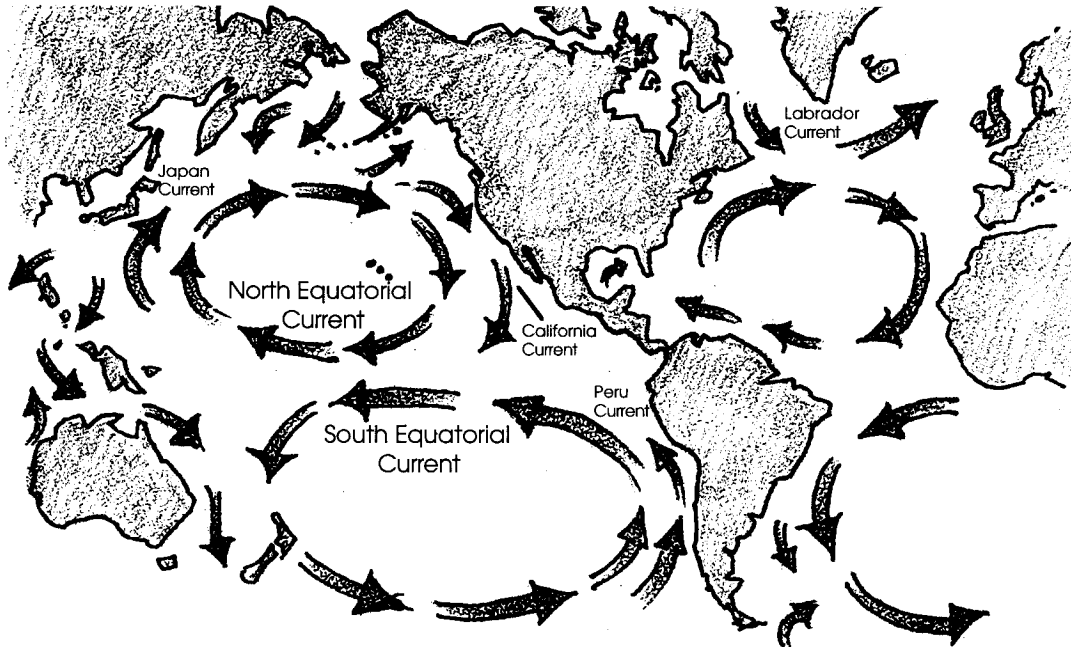 Labrador
Current
Japan
Current
North Equatorial
Current
California
Current
Peru
Current
South Equatorial
Current